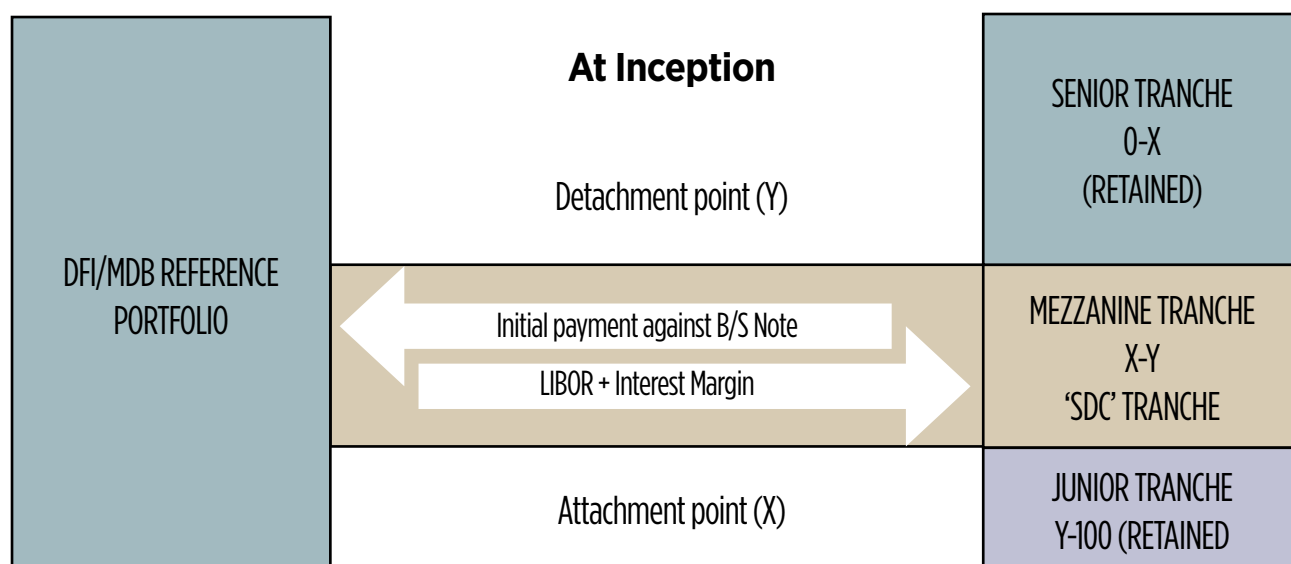 DFI/MDB REFERENCE
PORTFOLIO
At Inception
Detachment point (Y)
Initial payment against B/S Note
LIBOR + Interest Margin
Attachment point (X)
SENIOR TRANCHE
0-X
(RETAINED)
MEZZANINE TRANCHE
X-Y
‘SDC’ TRANCHE
JUNIOR TRANCHE
Y-100 (RETAINED